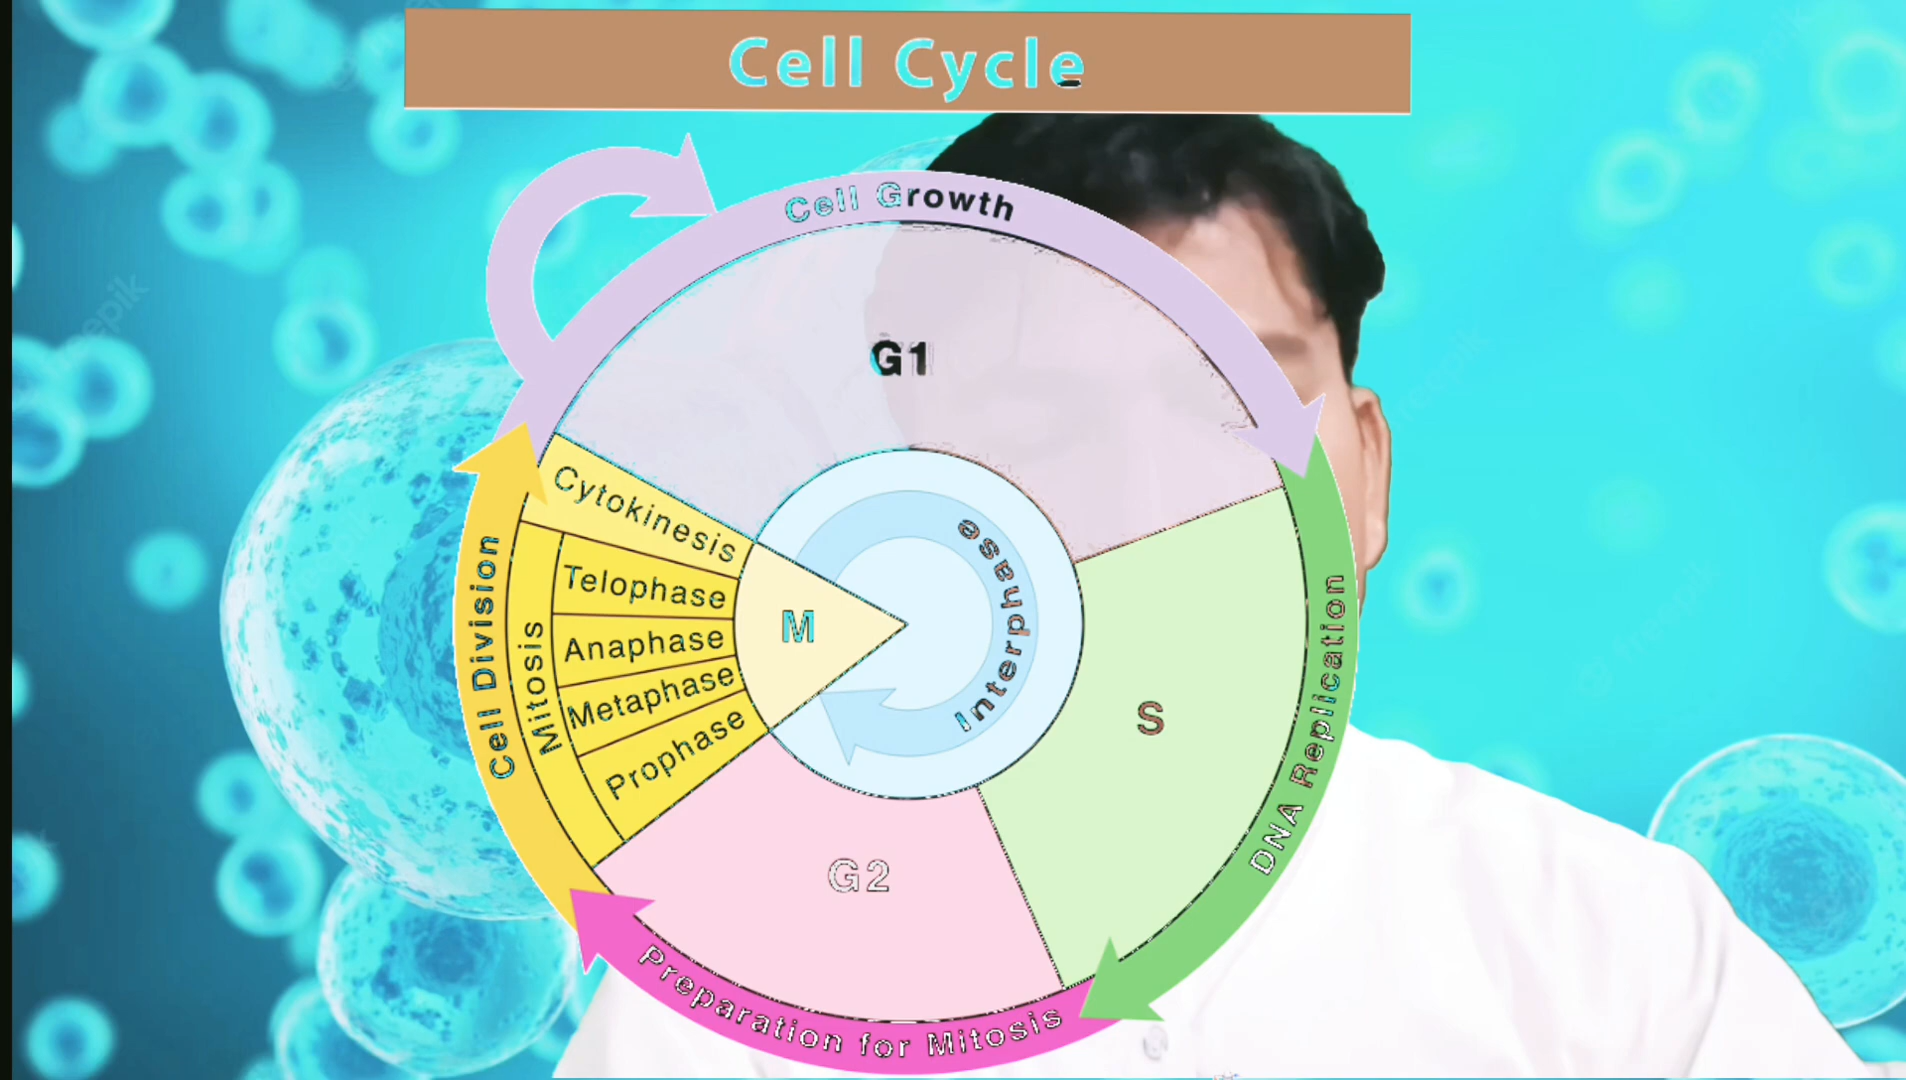 Cell Cycle
Cell Growth
G1
Cytokinesis
Telophase
Anaphase
Metaphase
Prophase
Mitosis
Cell Division
M
Interphase
S
DNA Replication
G2
Preparation for Mitosis